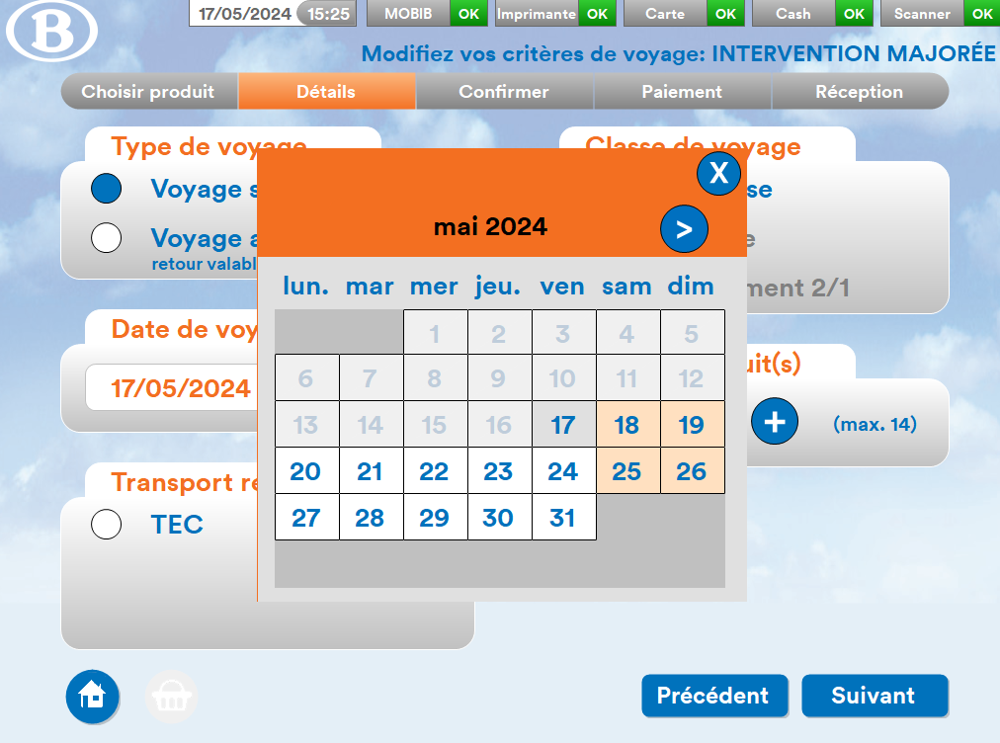 B
17/05/2024 15:25 MOBIB OK Imprimante OK Carte OK Cash OK Scanner OK
Modifiez vos critères de voyage: INTERVENTION MAJORÉE
Choisir produit Détails Confirmer Paiement Réception
Type de voyage
Classe de voyage
Voyage s
se
Voyage a
e
retour valabl
ment 2/1
X
mai 2024
>
lun. mar mer jeu. ven sam dim
1 2 3 4 5
6 7 8 9 10 11 12
13 14 15 16 17 18 19
20 21 22 23 24 25 26
27 28 29 30 31
Date de voy
17/05/2024
uit(s)
+ (max. 14)
Transport re
TEC
Précédent Suivant